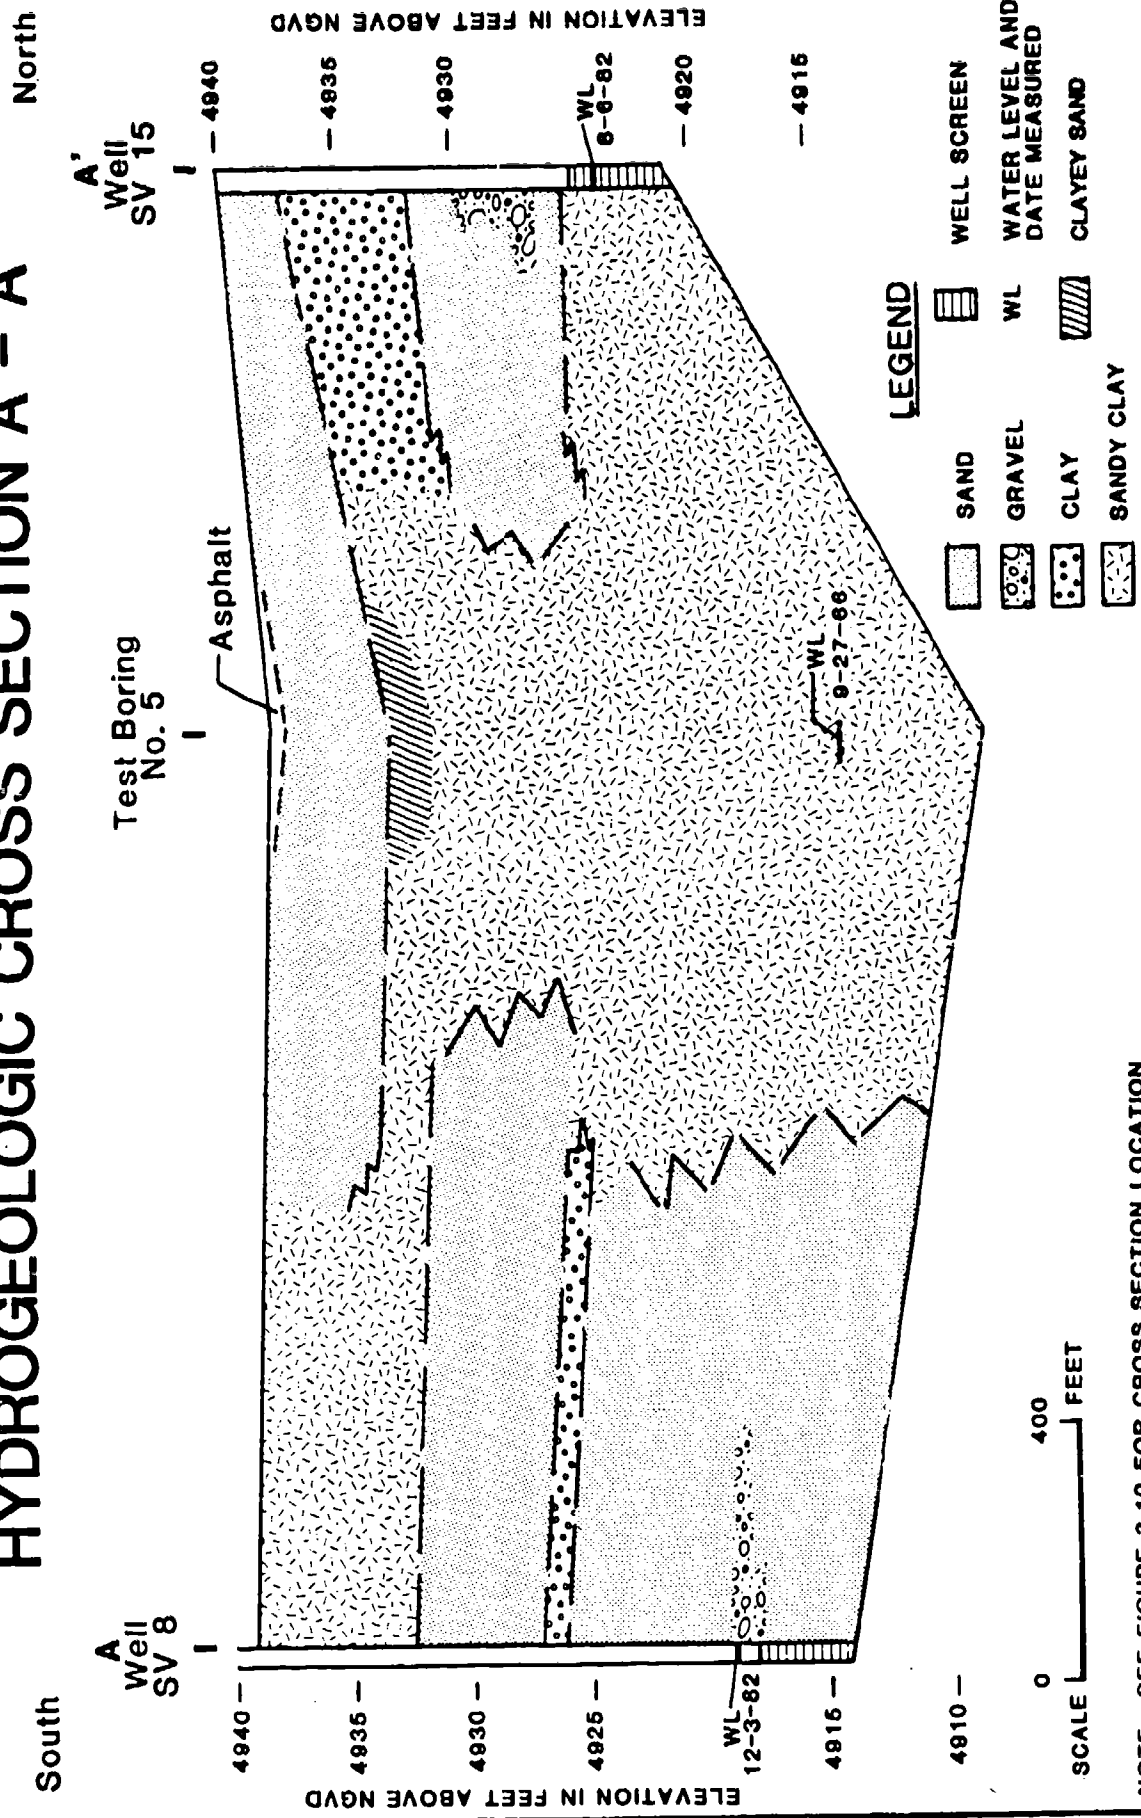 HYDROGEOLOGIC CROSS SECTION A - A'
South
North
A
Well
SV 8
Test Boring
No. 5
A'
Well
SV 15
Asphalt
ELEVATION IN FEET ABOVE NGVD
4940
4935
4930
4925
WL
12-3-82
4915
4910
ELEVATION IN FEET ABOVE NGVD
4940
4935
4930
WL
8-6-82
4920
4915
WL
9-27-86
LEGEND
SAND
GRAVEL
CLAY
SANDY CLAY
WELL SCREEN
WL WATER LEVEL AND
DATE MEASURED
CLAYEY SAND
SCALE
0 400
FEET
NOTE SEE FIGURE FOR CROSS SECTION LOCATION